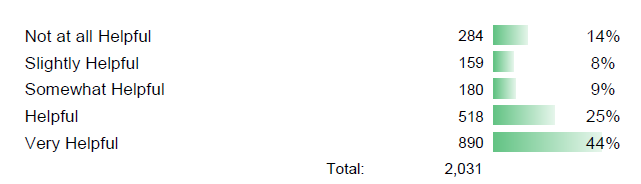 Not at all Helpful 284 14%
Slightly Helpful 159 8%
Somewhat Helpful 180 9%
Helpful 518 25%
Very Helpful 890 44%
Total: 2,031